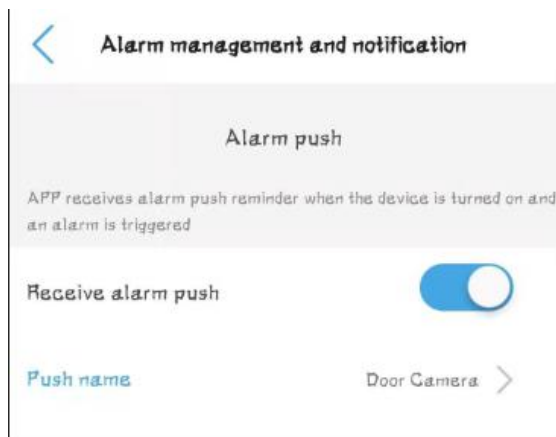 Alarm management and notification
Alarm push
APP receives alarm push reminder when the device is turned on and
an alarm is triggered
Receive alarm push
Push name
Door Camera